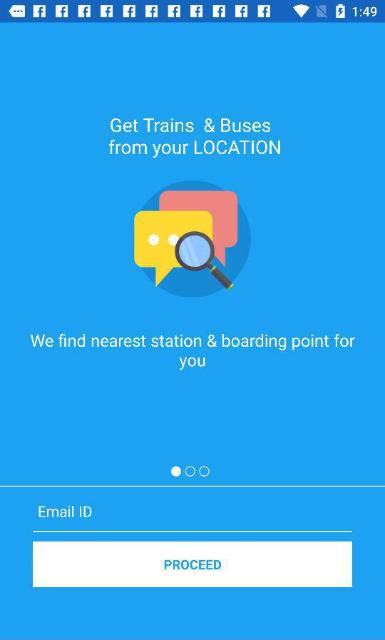 1:49
Get Trains & Buses
from your LOCATION
We find nearest station & boarding point for
you
Email ID
PROCEED